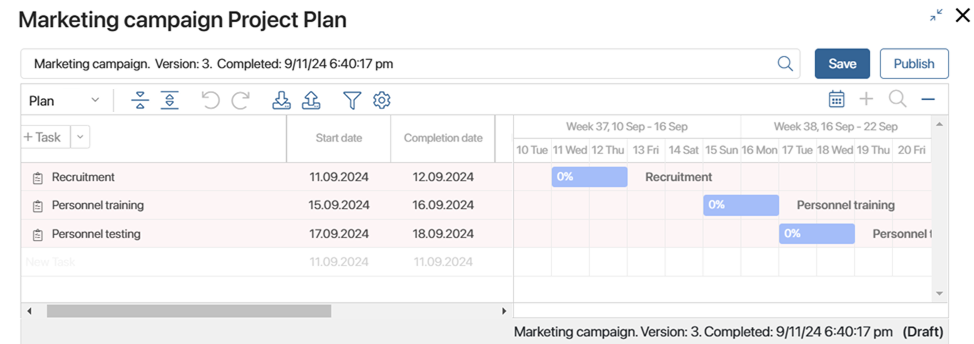 Marketing campaign Project Plan
Marketing campaign. Version: 3. Completed: 9/11/24 6:40:17 pm
Save
Publish
Plan
+ Task
Start date
Completion date
Week 37, 10 Sep - 16 Sep
Week 38, 16 Sep - 22 Sep
10 Tue 11 Wed 12 Thu 13 Fri 14 Sat 15 Sun 16 Mon 17 Tue 18 Wed 19 Thu 20 Fri
Recruitment 11.09.2024 12.09.2024 0% Recruitment
Personnel training 15.09.2024 16.09.2024 0% Personnel training
Personnel testing 17.09.2024 18.09.2024 0% Personnel t
New Task 11.09.2024 11.09.2024
Marketing campaign. Version: 3. Completed: 9/11/24 6:40:17 pm (Draft)